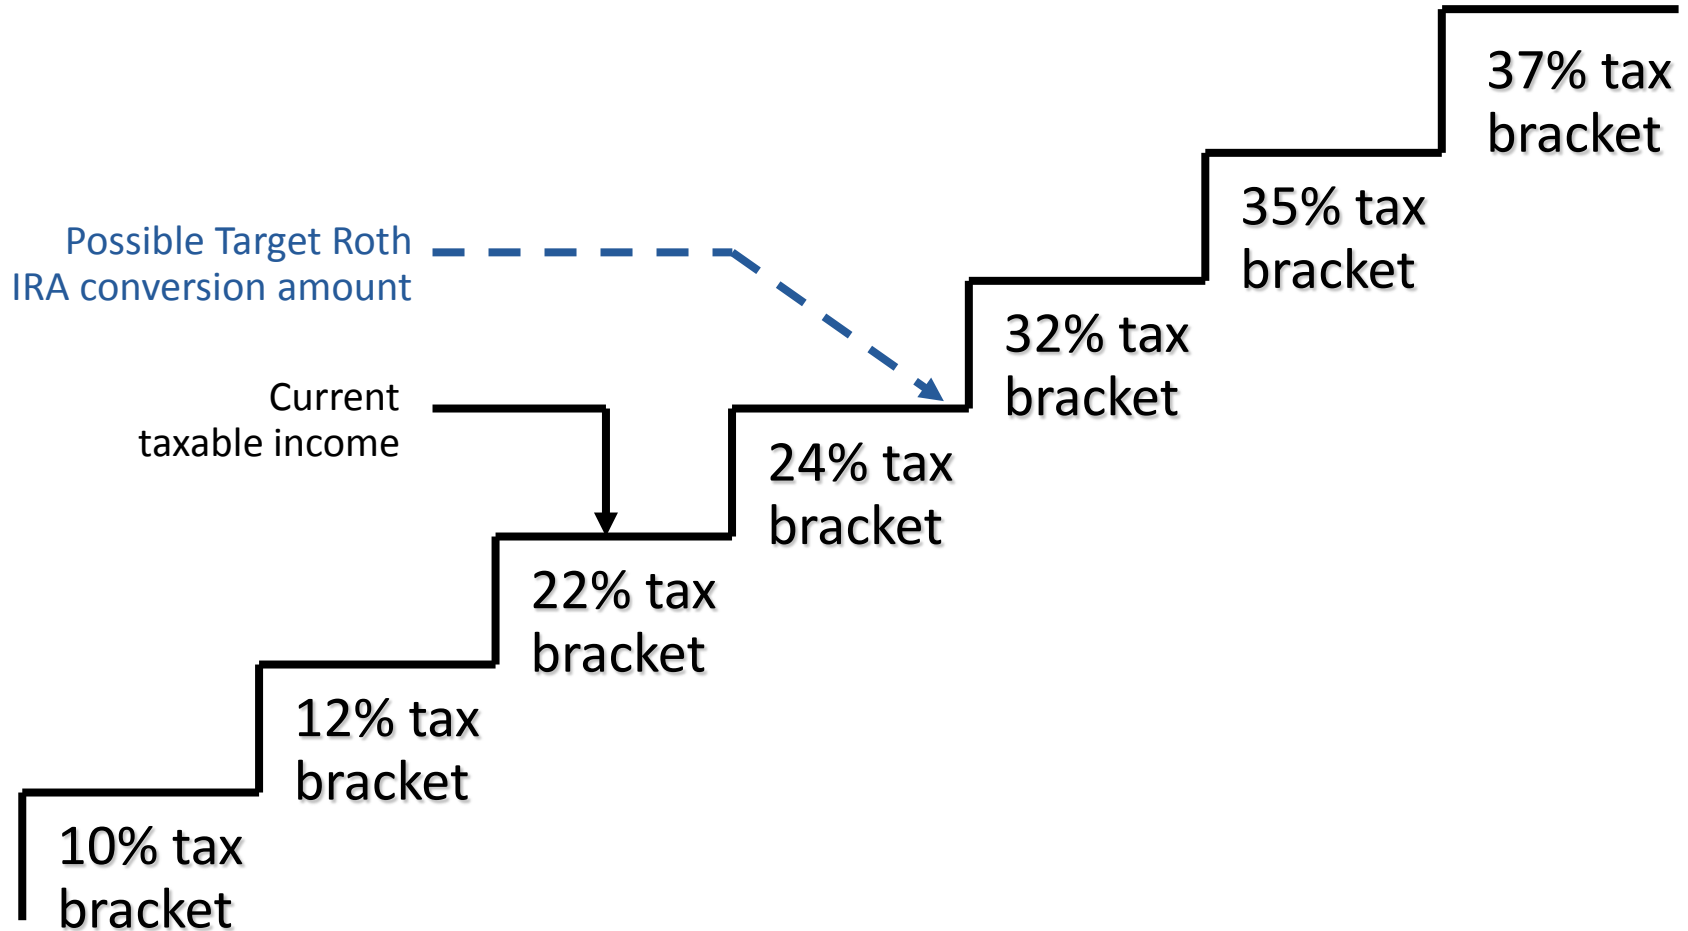 37% tax
bracket
35% tax
bracket
Possible Target Roth
IRA conversion amount
32% tax
bracket
Current
taxable income
24% tax
bracket
22% tax
bracket
12% tax
bracket
10% tax
bracket